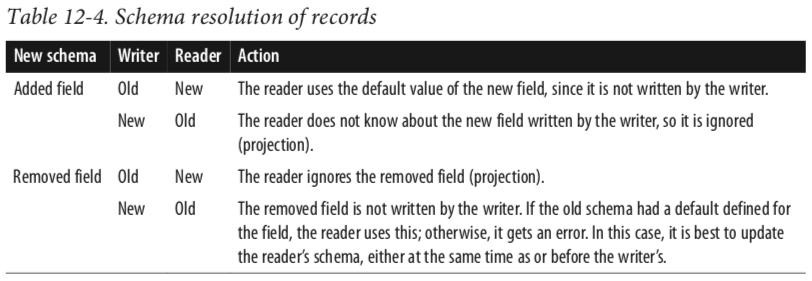 Table 12-4. Schema resolution of records
New schema Writer Reader Action
Added field Old New The reader uses the default value of the new field, since it is not written by the writer.
New Old The reader does not know about the new field written by the writer, so it is ignored
(projection).
Removed field Old New The reader ignores the removed field (projection).
New Old The removed field is not written by the writer. If the old schema had a default defined for
the field, the reader uses this; otherwise, it gets an error. In this case, it is best to update
the reader's schema, either at the same time as or before the writer's.